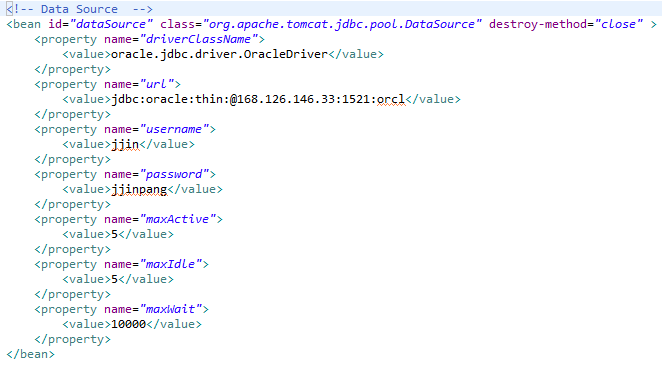 <!-- Data Source  -->
<bean id="dataSource" class="org.apache.tomcat.jdbc.pool.DataSource" destroy-method="close" >
    <property name="driverClassName">
        <value>oracle.jdbc.driver.OracleDriver</value>
    </property>
    <property name="url">
        <value>jdbc:oracle:thin:@168.126.146.33:1521:orcl</value>
    </property>
    <property name="username">
        <value>jjin</value>
    </property>
    <property name="password">
        <value>jjinpang</value>
    </property>
    <property name="maxActive">
        <value>5</value>
    </property>
    <property name="maxIdle">
        <value>5</value>
    </property>
    <property name="maxWait">
        <value>10000</value>
    </property>
</bean>